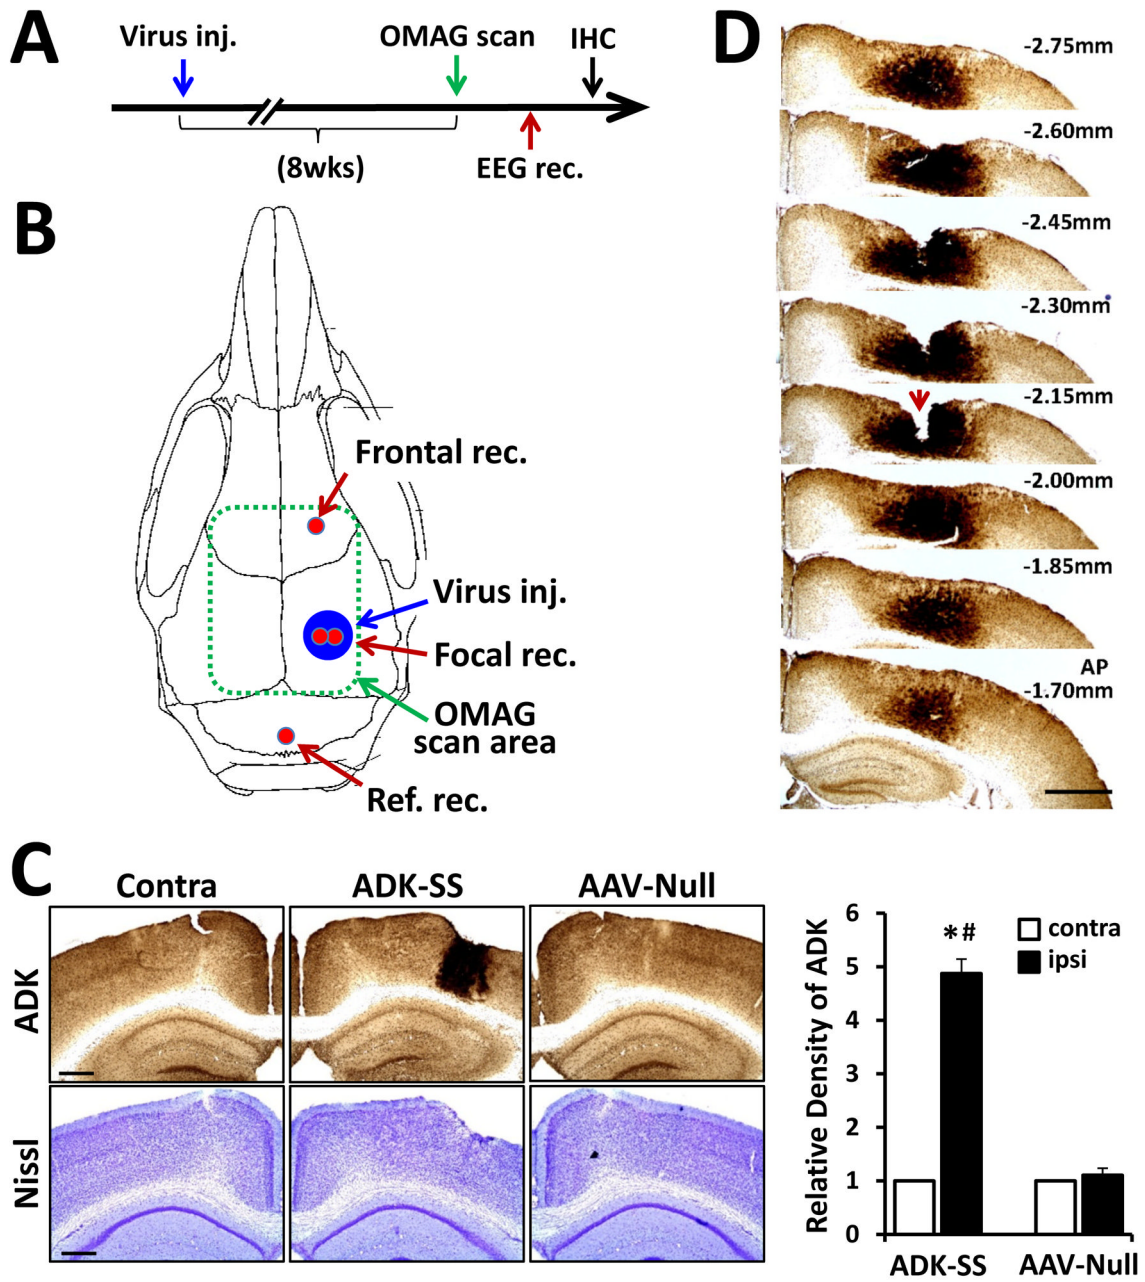 A
Virus inj.
OMAG scan
IHC
(8wks)
EEG rec.
B
Frontal rec.
Virus inj.
Focal rec.
OMAG
scan area
Ref. rec.
C
Contra
ADK-SS
AAV-Null
ADK
Nissl
Relative Density of ADK
6
5
4
3
2
1
0
*#
contra
ipsi
ADK-SS
AAV-Null
D
-2.75mm
-2.60mm
-2.45mm
-2.30mm
-2.15mm
-2.00mm
-1.85mm
AP
-1.70mm